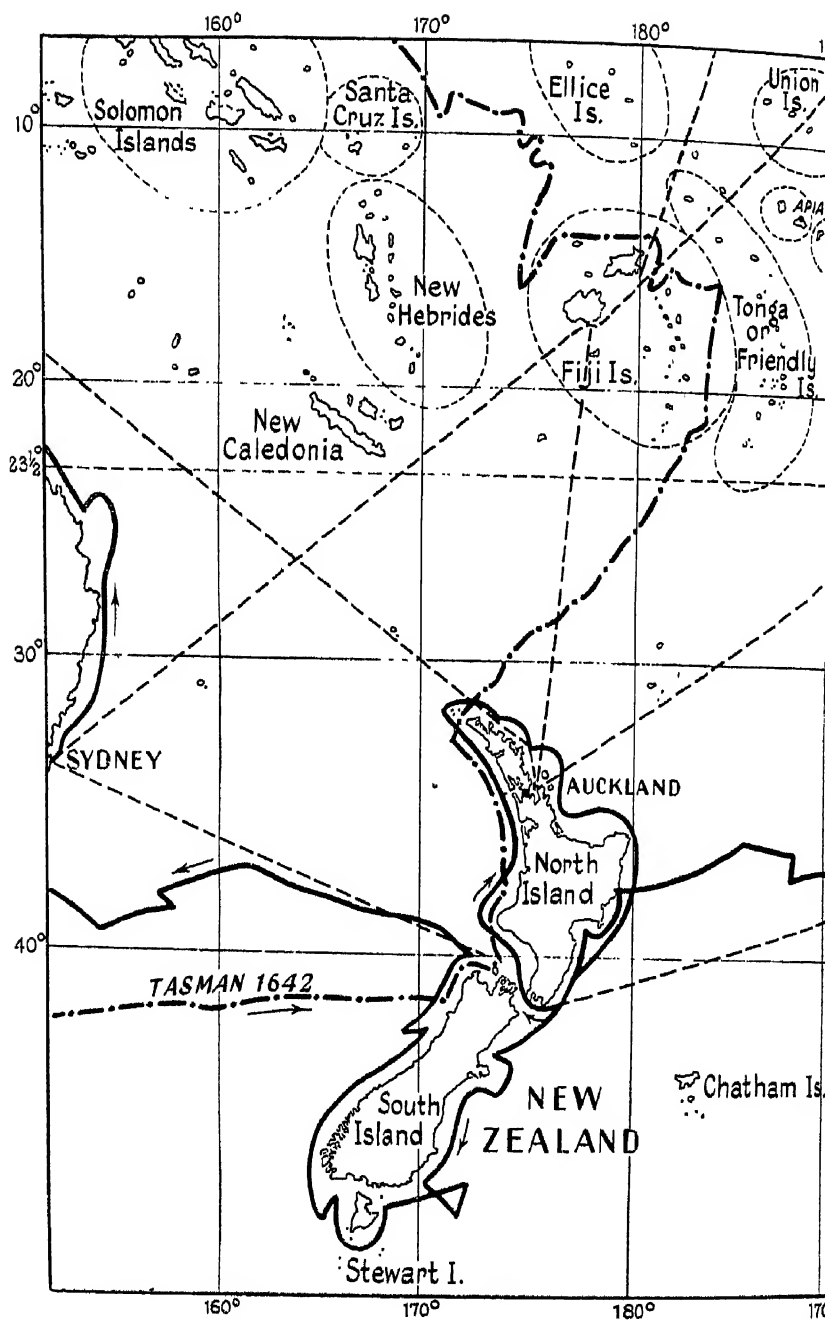 160°
170°
180°
10°
Solomon
Islands
Santa
Cruz Is.
Ellice
Is.
Union
Is.
APIA
New
Hebrides
Tonga
or
Friendly
Is.
Fiji Is.
20°
New
Caledonia
23½°
30°
SYDNEY
AUCKLAND
North
Island
40°
TASMAN 1642
Chatham Is.
NEW
ZEALAND
South
Island
Stewart I.
160°
170°
180°